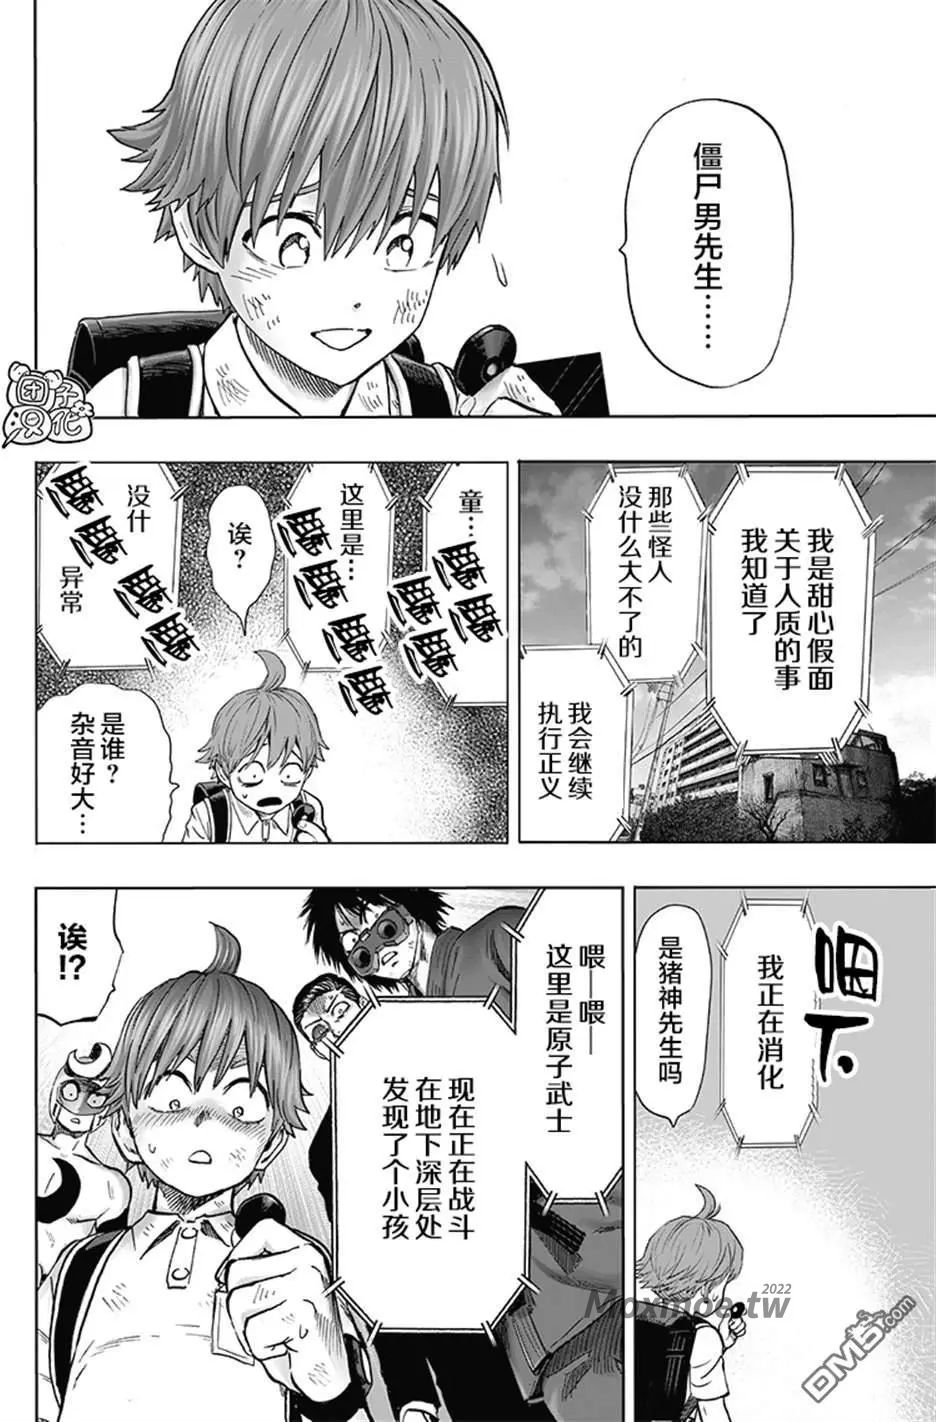 僵尸男先生……
团子
汉化
我是甜心假面
关于人质的事
我知道了
那些怪人
没什么大不了的
我会继续
执行正义
童…
这里是…
诶？
没什
异常
是谁？
杂音好大…
嗝
下
我正在消化
是猪神先生吗
喂——喂——
这里是原子武士
现在正在战斗
在地下深层处
发现了个小孩
诶!?
2022
Moxmoe.tw
DMB5.com